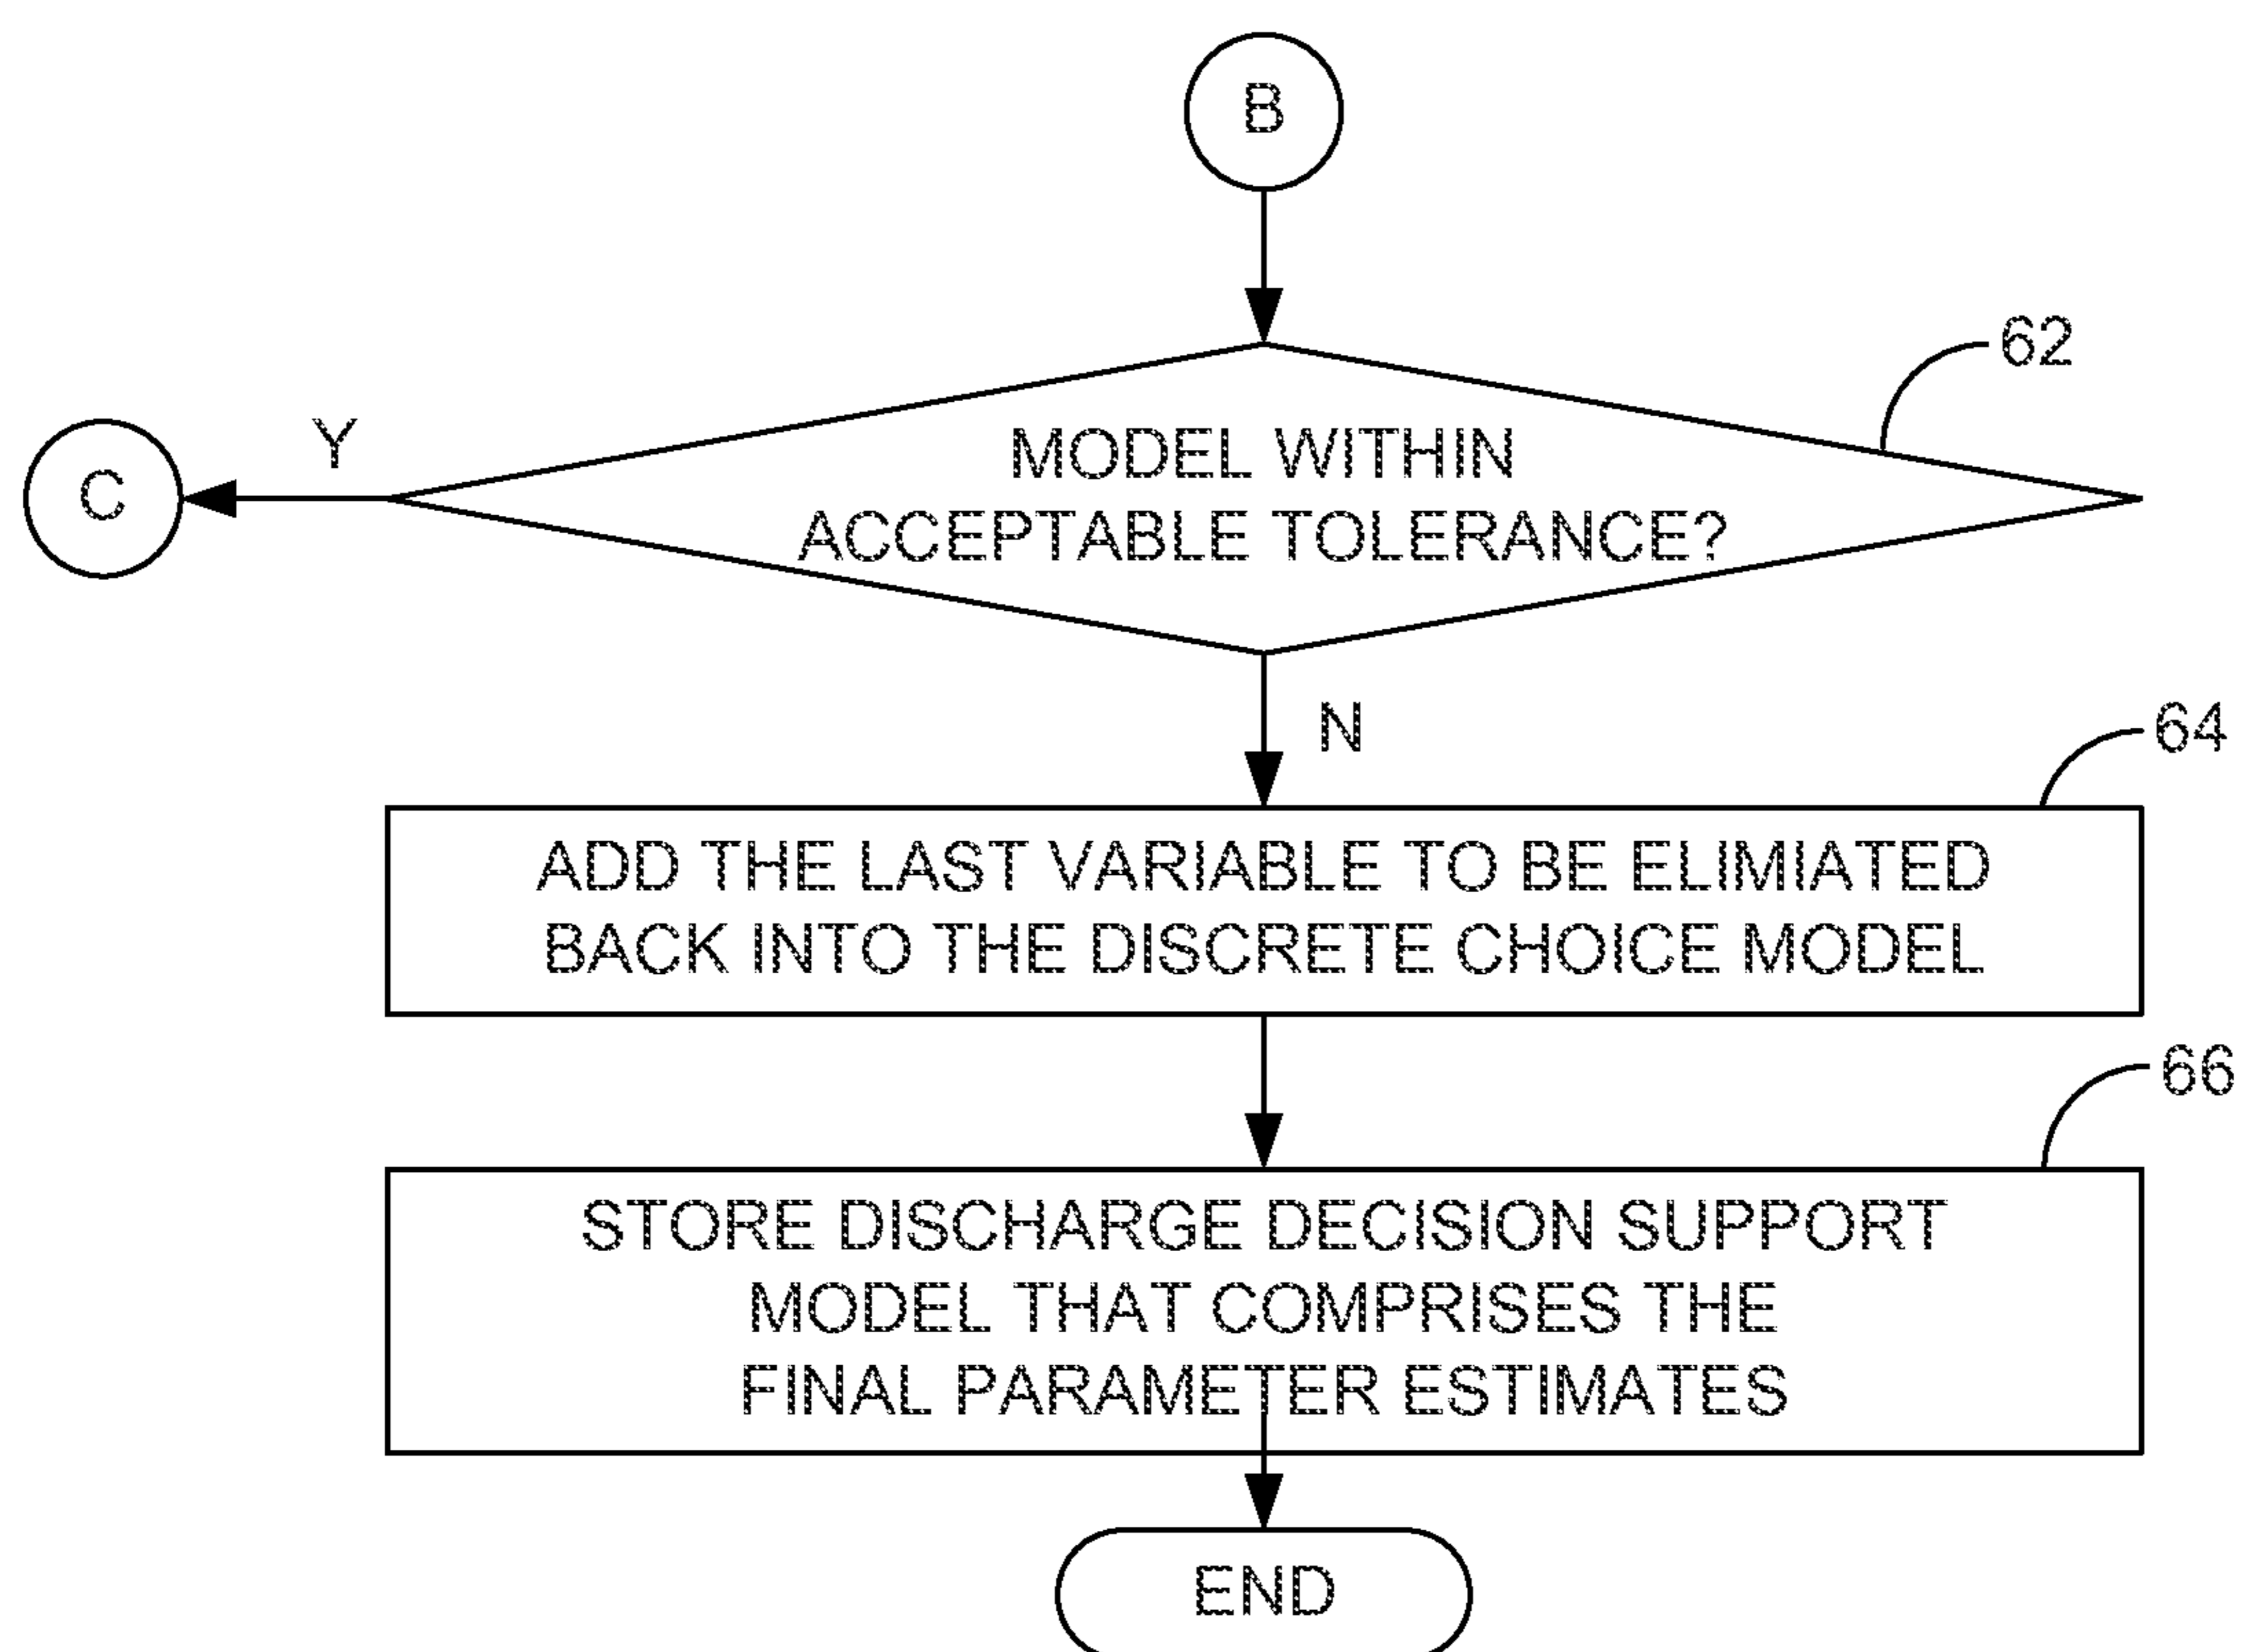 B
62
Y
C
MODEL WITHIN
ACCEPTABLE TOLERANCE?
N
64
ADD THE LAST VARIABLE TO BE ELIMIATED
BACK INTO THE DISCRETE CHOICE MODEL
66
STORE DISCHARGE DECISION SUPPORT
MODEL THAT COMPRISES THE
FINAL PARAMETER ESTIMATES
END